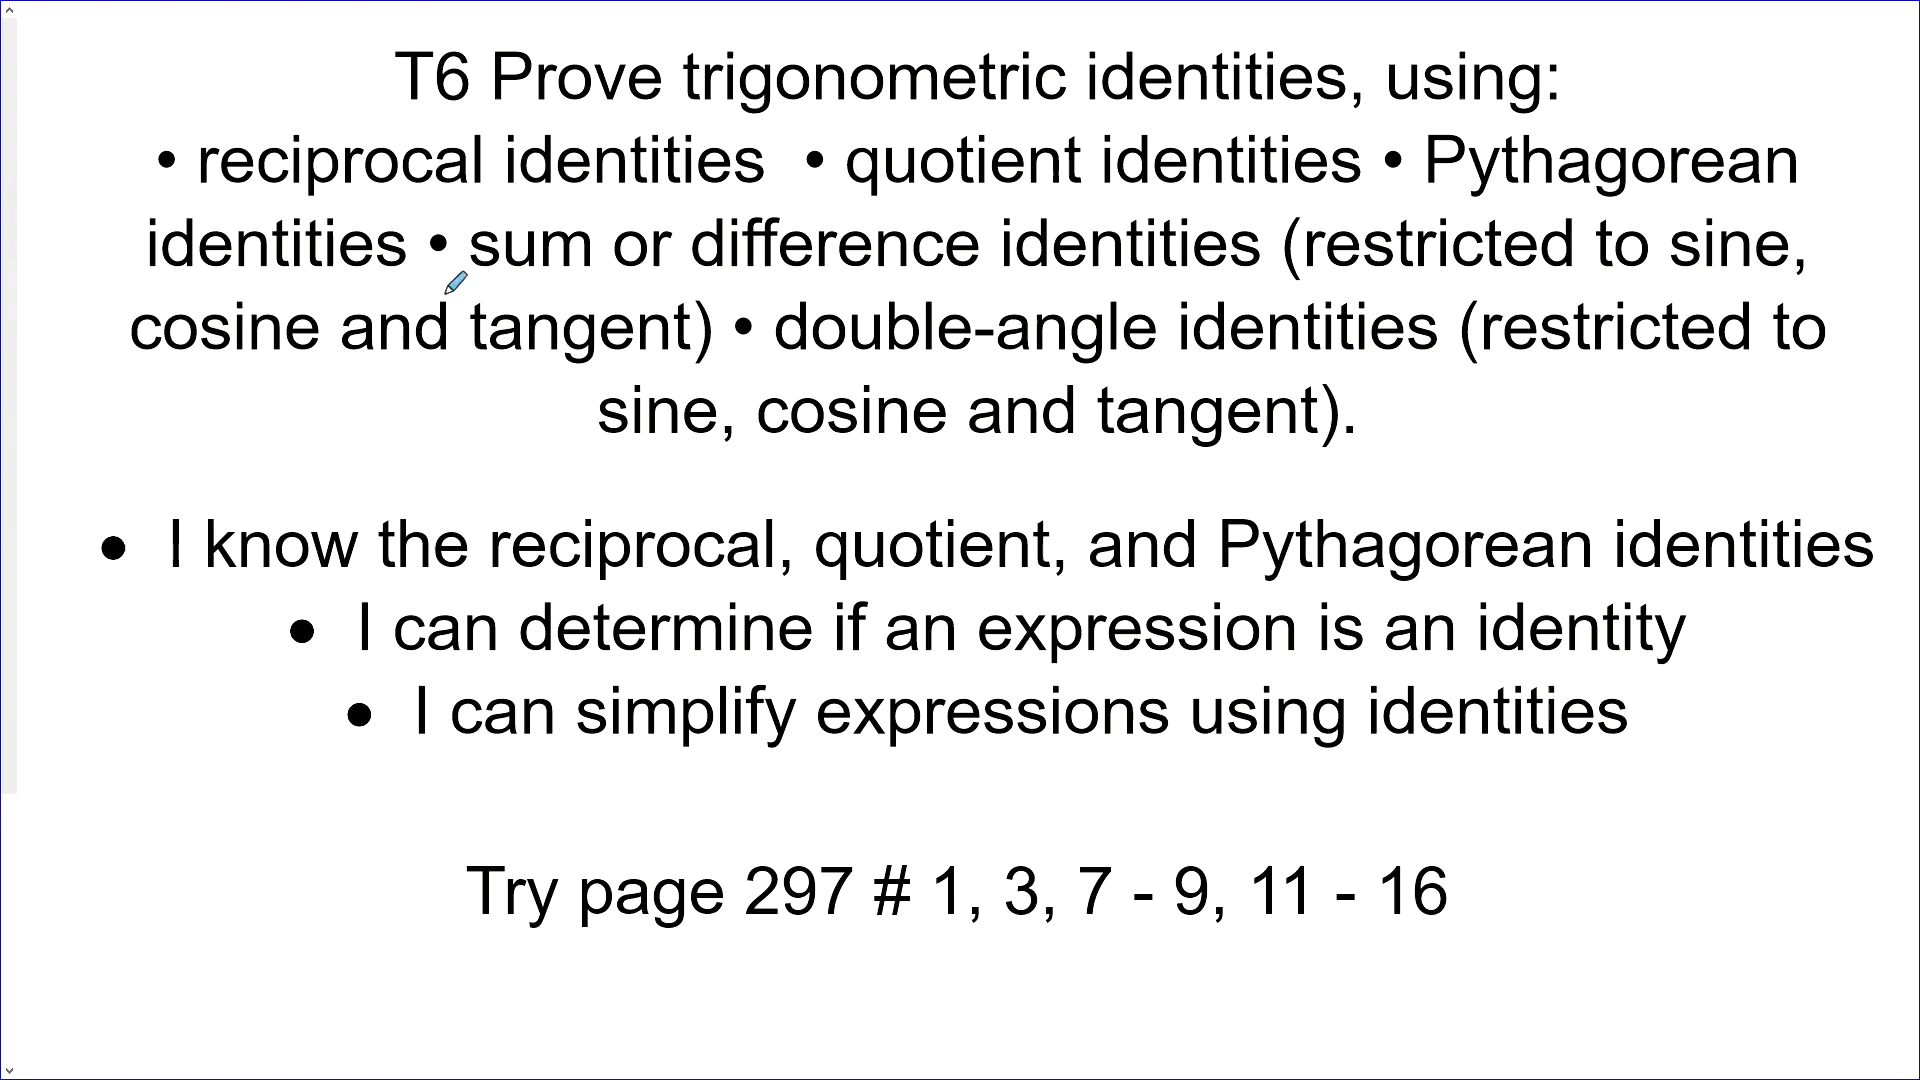 T6 Prove trigonometric identities, using:
• reciprocal identities • quotient identities • Pythagorean
identities • sum or difference identities (restricted to sine,
cosine and tangent) • double-angle identities (restricted to
sine, cosine and tangent).
• I know the reciprocal, quotient, and Pythagorean identities
• I can determine if an expression is an identity
• I can simplify expressions using identities
Try page 297 # 1, 3, 7 - 9, 11 - 16